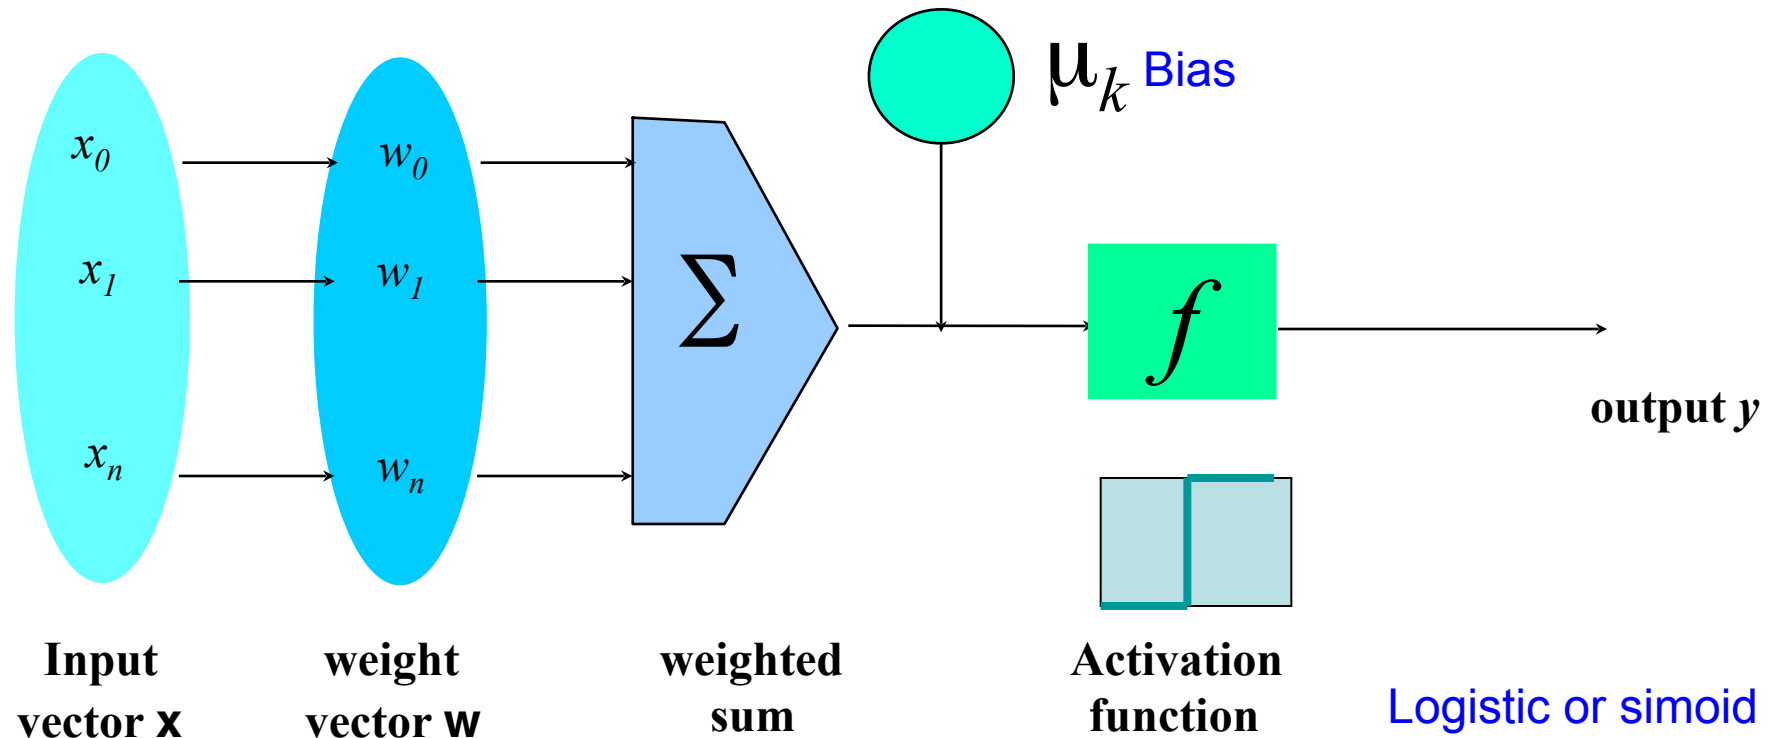 μk Bias
x0 w0
x1 w1
Σ
f
xn wn
output y
Input
vector x
weight
vector w
weighted
sum
Activation
function
Logistic or simoid